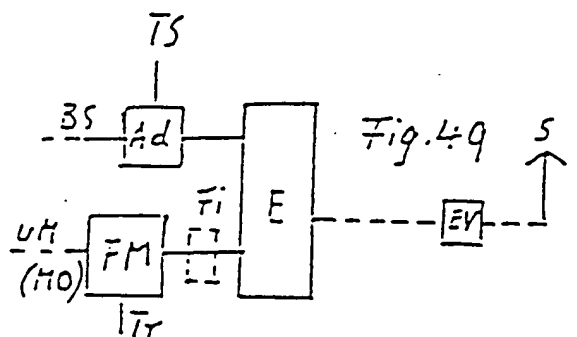 TS
BS Ad
Fig. 49 S
Fi E
EV
UM FM
(MO)
Tr